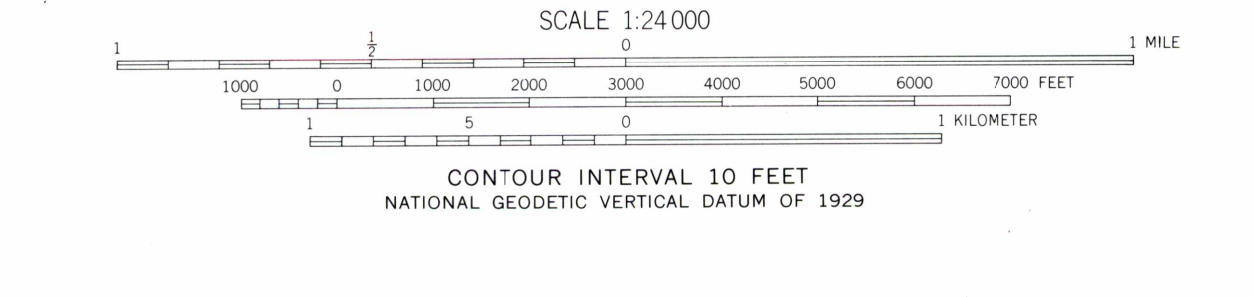 SCALE 1:24 000
1 1/2 0 1 MILE
1000 0 1000 2000 3000 4000 5000 6000 7000 FEET
1 5 0 1 KILOMETER
CONTOUR INTERVAL 10 FEET
NATIONAL GEODETIC VERTICAL DATUM OF 1929